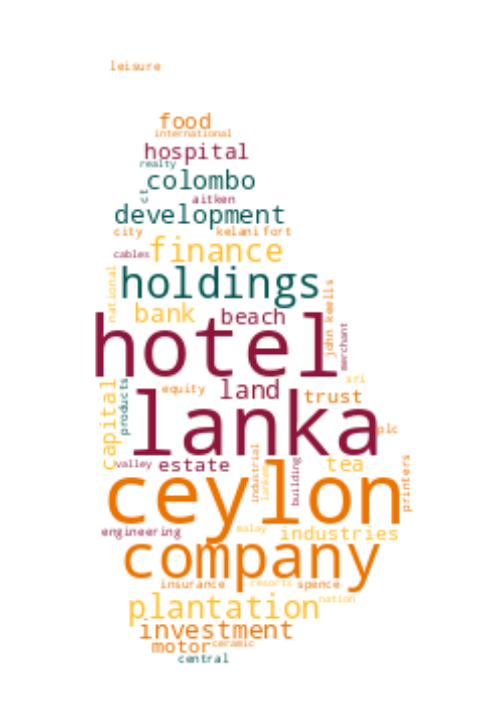 leisure
food
international
hospital
realty
colombo
ct
aitken
development
city
kelani fort
cables
finance
national
holdings
john keells
bank
beach
merchant
hotel
sri
equity
land
products
capital
trust
lanka
plc
valley
estate
industrial
lankan
building
tea
printers
ceylon
engineering
malay
industries
company
insurance
resorts
spence
plantation
nation
investment
motor
ceramic
central